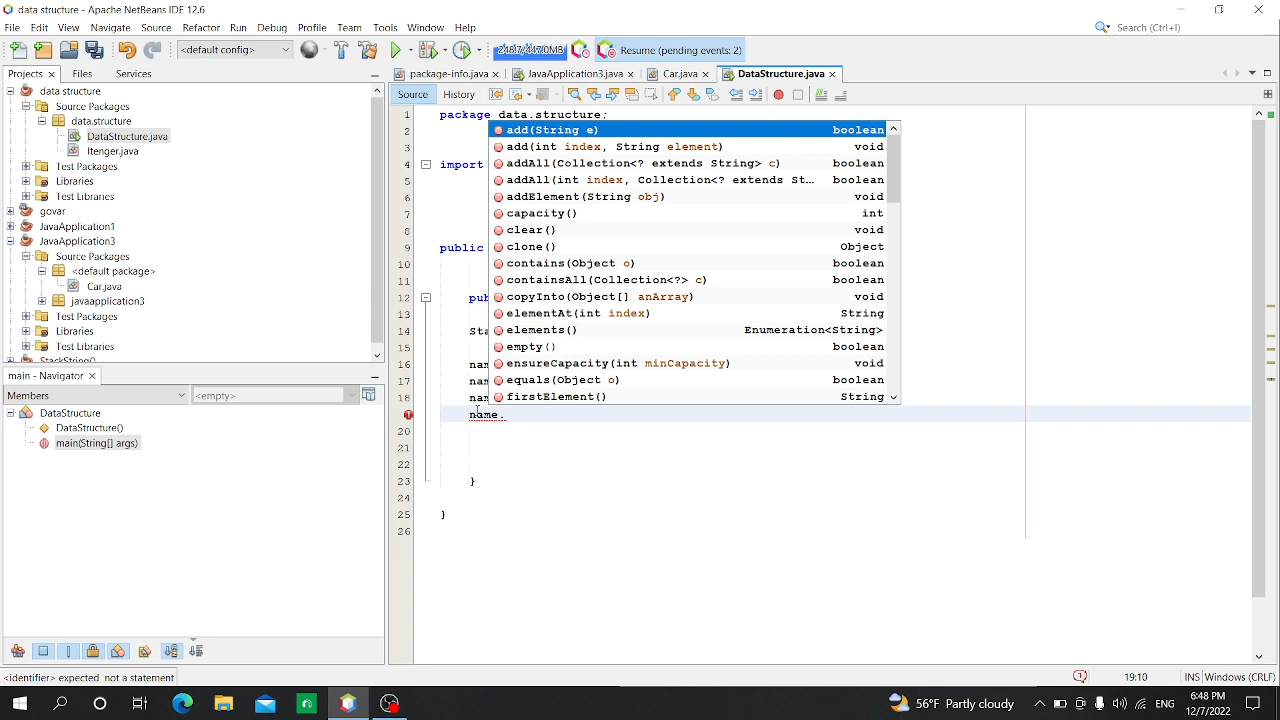 data structure - Apache NetBeans IDE 12.6
File Edit View Navigate Source Refactor Run Debug Profile Team Tools Window Help
Search (Ctrl+I)
<default config>
Resume (pending events: 2)
Projects Files Services
package-info.java JavaApplication3.java Car.java DataStructure.java
Source History
data structure
Source Packages
data.structure
DataStructure.java
Itenger.java
Test Packages
Libraries
Test Libraries
govar
JavaApplication1
JavaApplication3
Source Packages
<default package>
Car.java
javaapplication3
Test Packages
Libraries
Test Libraries
StackString()
main - Navigator
Members
<empty>
DataStructure
DataStructure()
main(String[] args)
1 package data.structure;
2
3
4 import
5
6
7
8
9 public
10
11
12 pub
13
14 Sta
15
16 nam
17 nam
18 nam
name.
20
21
22
23 }
24
25 }
26
add(String e) boolean
add(int index, String element) void
addAll(Collection<? extends String> c) boolean
addAll(int index, Collection<? extends St... boolean
addElement(String obj) void
capacity() int
clear() void
clone() Object
contains(Object o) boolean
containsAll(Collection<?> c) boolean
copyInto(Object[] anArray) void
elementAt(int index) String
elements() Enumeration<String>
empty() boolean
ensureCapacity(int minCapacity) void
equals(Object o) boolean
firstElement() String
<identifier> expected not a statement
19:10 INS Windows (CRLF)
56°F Partly cloudy
ENG
6:48 PM
12/7/2022